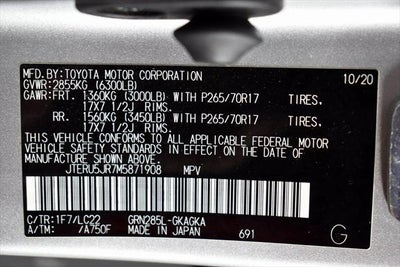 MFD.BY:TOYOTA MOTOR CORPORATION 10/20
GVWR:2855KG (6300LB)
GAWR:FRT. 1360KG (3000LB) WITH P265/70R17 TIRES.
17X7 1/2J RIMS.
RR. 1560KG (3450LB) WITH P265/70R17 TIRES.
17X7 1/2J RIMS.
THIS VEHICLE CONFORMS TO ALL APPLICABLE FEDERAL MOTOR
VEHICLE SAFETY STANDARDS IN EFFECT ON THE DATE OF
MANUFACTURE SHOWN ABOVE.
JTERU5JR7M5871908 MPV
C/TR:1F7/LC22 GRN285L-GKAGKA
A/TM: /A750F MADE IN JAPAN 691 G